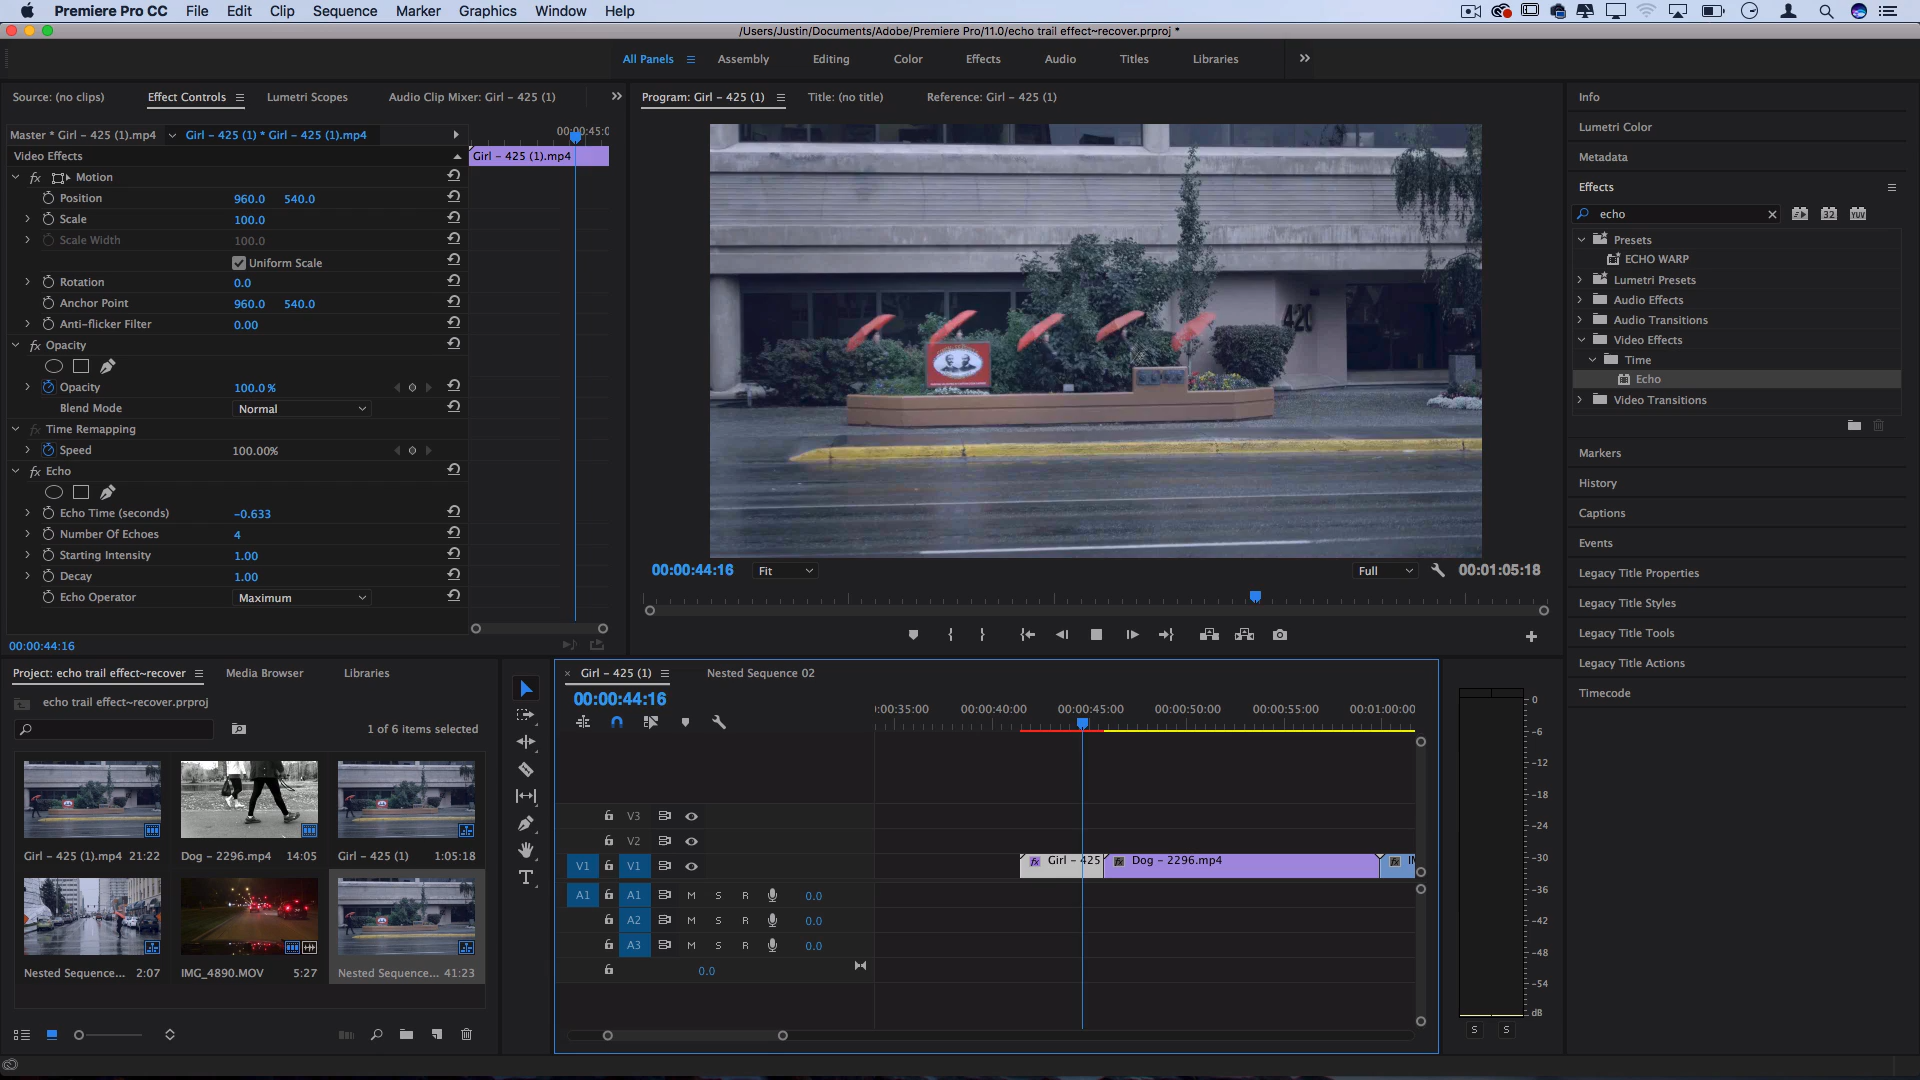 Premiere Pro CC File Edit Clip Sequence Marker Graphics Window Help
/Users/Justin/Documents/Adobe/Premiere Pro/11.0/echo trail effect~recover.prproj *
All Panels Assembly Editing Color Effects Audio Titles Libraries
Source: (no clips) Effect Controls Lumetri Scopes Audio Clip Mixer: Girl - 425 (1)
Master * Girl - 425 (1).mp4 Girl - 425 (1) * Girl - 425 (1).mp4
00:00:45:0
Video Effects
Girl - 425 (1).mp4
fx Motion
Position 960.0 540.0
Scale 100.0
Scale Width 100.0
Uniform Scale
Rotation 0.0
Anchor Point 960.0 540.0
Anti-flicker Filter 0.00
fx Opacity
Opacity 100.0 %
Blend Mode Normal
fx Time Remapping
Speed 100.00%
fx Echo
Echo Time (seconds) -0.633
Number Of Echoes 4
Starting Intensity 1.00
Decay 1.00
Echo Operator Maximum
00:00:44:16
Program: Girl - 425 (1) Title: (no title) Reference: Girl - 425 (1)
420
00:00:44:16 Fit Full 00:01:05:18
Info
Lumetri Color
Metadata
Effects
echo 32 YUV
Presets
ECHO WARP
Lumetri Presets
Audio Effects
Audio Transitions
Video Effects
Time
Echo
Video Transitions
Markers
History
Captions
Events
Legacy Title Properties
Legacy Title Styles
Legacy Title Tools
Legacy Title Actions
Timecode
Project: echo trail effect~recover Media Browser Libraries
echo trail effect~recover.prproj
1 of 6 items selected
Girl - 425 (1).mp4 21:22 Dog - 2296.mp4 14:05 Girl - 425 (1) 1:05:18
Nested Sequence... 2:07 IMG_4890.MOV 5:27 Nested Sequence... 41:23
Girl - 425 (1) Nested Sequence 02
00:00:44:16
:00:35:00 00:00:40:00 00:00:45:00 00:00:50:00 00:00:55:00 00:01:00:00
V3
V2
V1 V1 fx Girl - 425 fx Dog - 2296.mp4 fx
A1 A1 M S R 0.0
A2 M S R 0.0
A3 M S R 0.0
0.0
0
-6
-12
-18
-24
-30
-36
-42
-48
-54
dB
S S